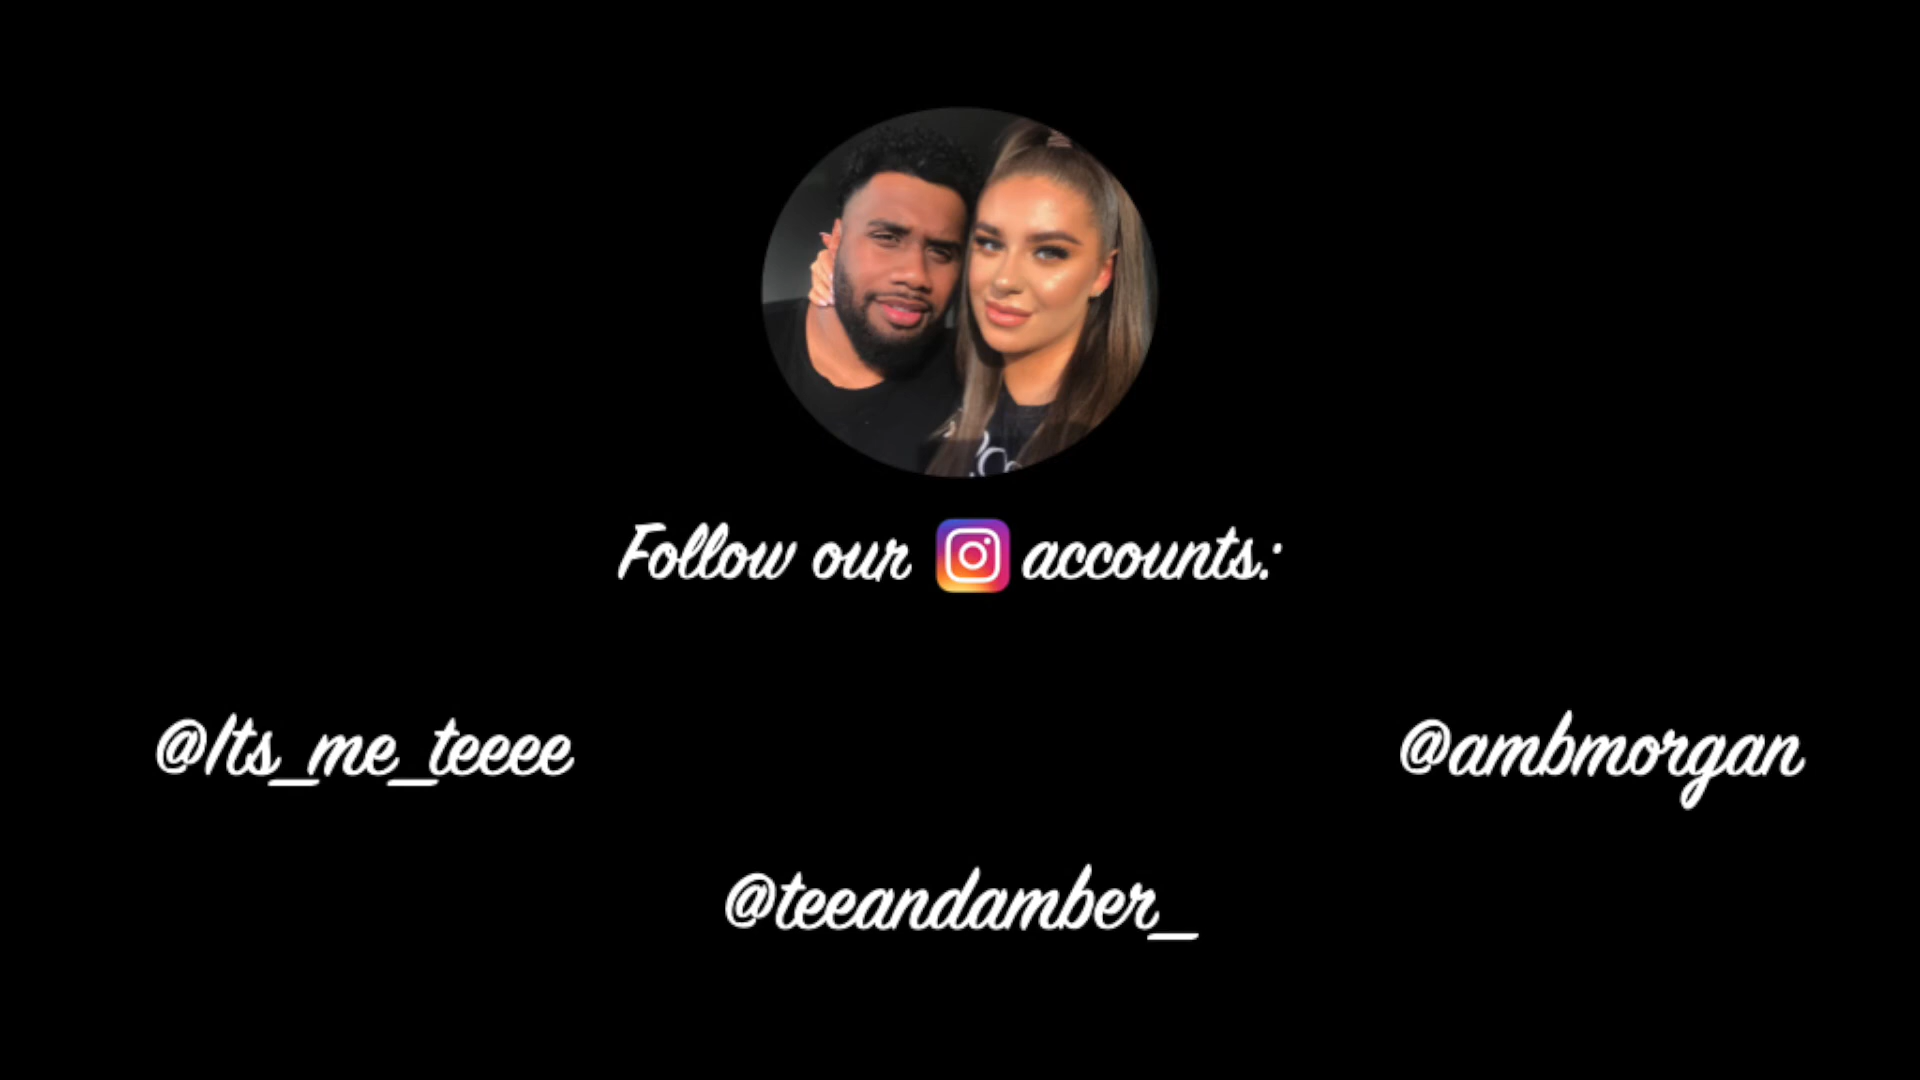 Follow our accounts:
@Its_me_teeee
@ambmorgan
@teeandamber_